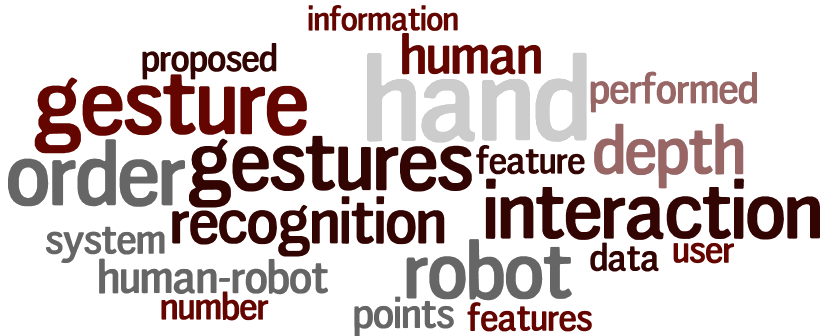 information
human
proposed
hand
performed
gesture
gestures
feature
depth
order
recognition
interaction
system
robot
data
user
human-robot
number
points
features